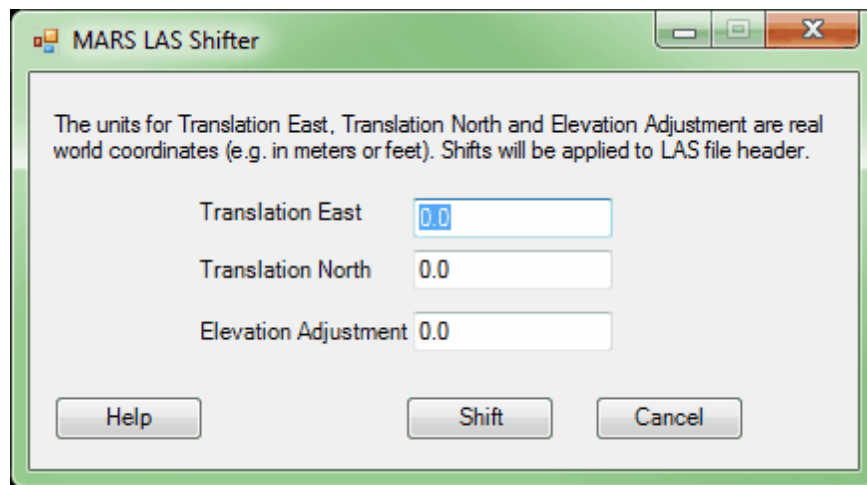 MARS LAS Shifter
The units for Translation East, Translation North and Elevation Adjustment are real
world coordinates (e.g. in meters or feet). Shifts will be applied to LAS file header.
Translation East 0.0
Translation North 0.0
Elevation Adjustment 0.0
Help Shift Cancel